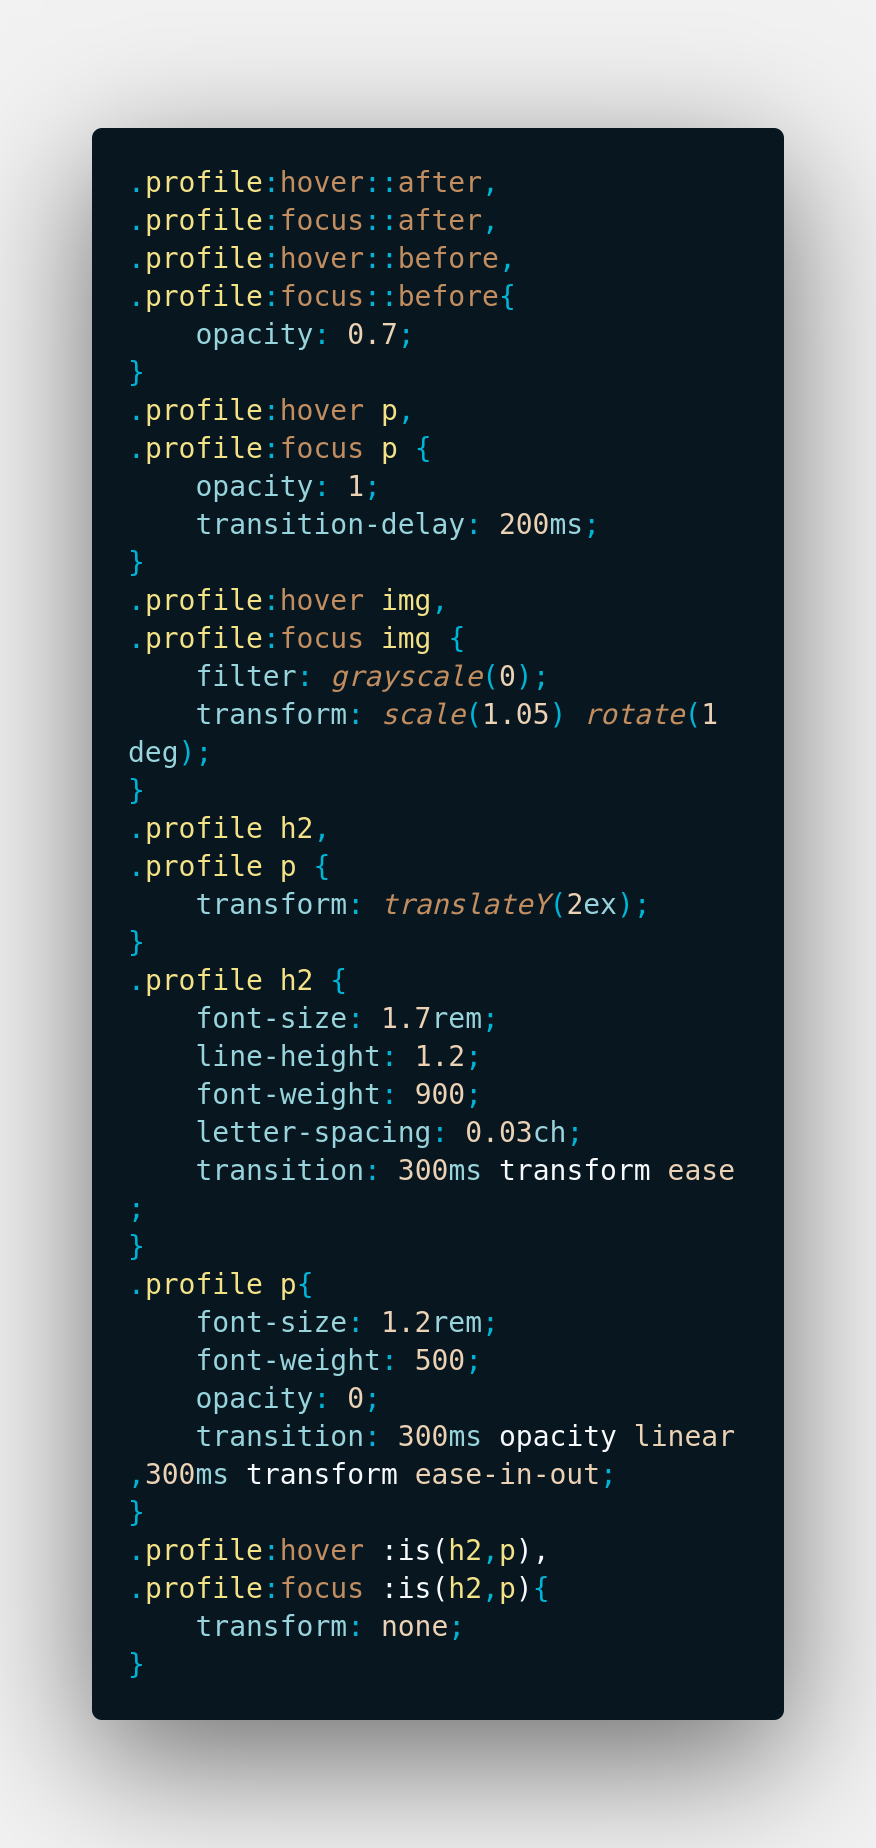 .profile:hover::after,
.profile:focus::after,
.profile:hover::before,
.profile:focus::before{
    opacity: 0.7;
}
.profile:hover p,
.profile:focus p {
    opacity: 1;
    transition-delay: 200ms;
}
.profile:hover img,
.profile:focus img {
    filter: grayscale(0);
    transform: scale(1.05) rotate(1
deg);
}
.profile h2,
.profile p {
    transform: translateY(2ex);
}
.profile h2 {
    font-size: 1.7rem;
    line-height: 1.2;
    font-weight: 900;
    letter-spacing: 0.03ch;
    transition: 300ms transform ease
;
}
.profile p{
    font-size: 1.2rem;
    font-weight: 500;
    opacity: 0;
    transition: 300ms opacity linear
,300ms transform ease-in-out;
}
.profile:hover :is(h2,p),
.profile:focus :is(h2,p){
    transform: none;
}